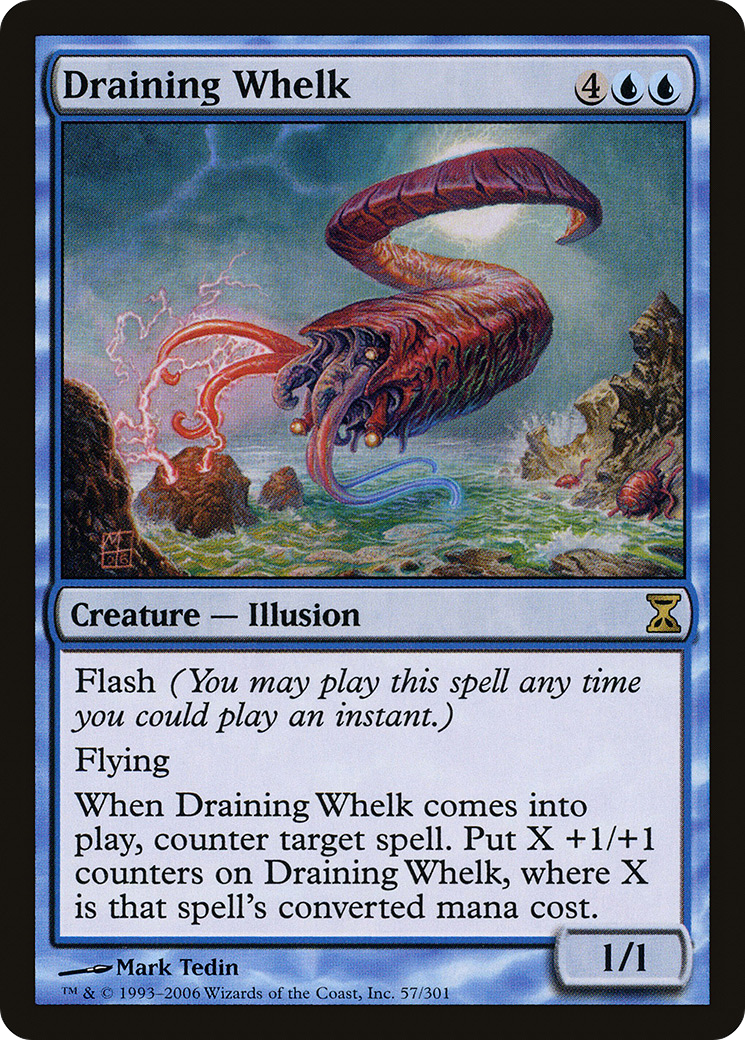 Draining Whelk 4
Creature — Illusion
Flash (You may play this spell any time
you could play an instant.)
Flying
When Draining Whelk comes into
play, counter target spell. Put X +1/+1
counters on Draining Whelk, where X
is that spell's converted mana cost.
1/1
Mark Tedin
™ & © 1993–2006 Wizards of the Coast, Inc. 57/301